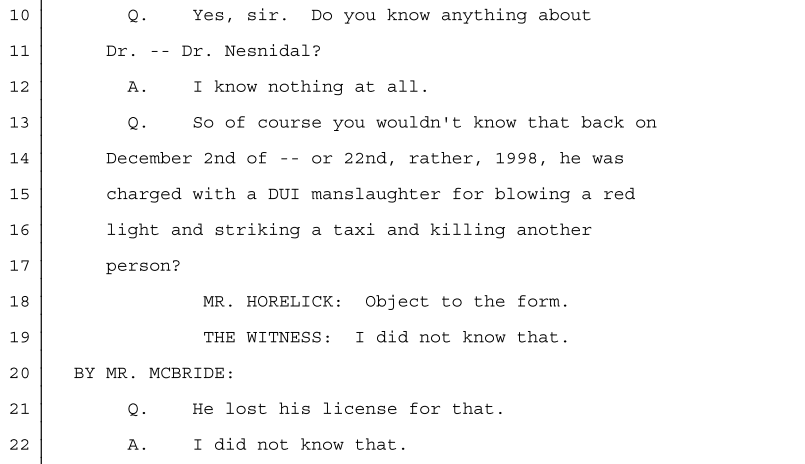 10 Q. Yes, sir. Do you know anything about
11 Dr. -- Dr. Nesnidal?
12 A. I know nothing at all.
13 Q. So of course you wouldn't know that back on
14 December 2nd of -- or 22nd, rather, 1998, he was
15 charged with a DUI manslaughter for blowing a red
16 light and striking a taxi and killing another
17 person?
18 MR. HORELICK: Object to the form.
19 THE WITNESS: I did not know that.
20 BY MR. MCBRIDE:
21 Q. He lost his license for that.
22 A. I did not know that.